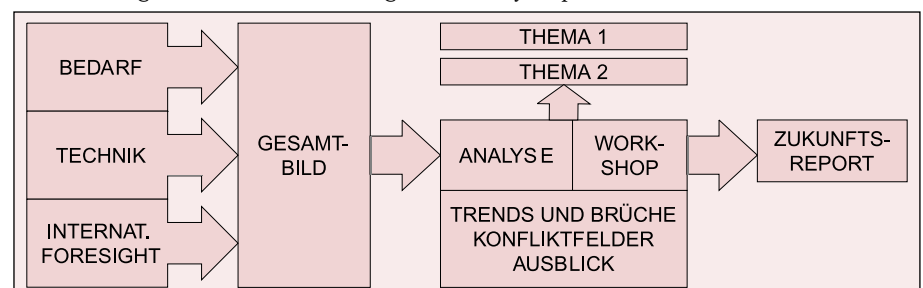 BEDARF
TECHNIK
INTERNAT.
FORESIGHT
GESAMT-
BILD
THEMA 1
THEMA 2
ANALYSE
WORK-
SHOP
TRENDS UND BRÜCHE
KONFLIKTFELDER
AUSBLICK
ZUKUNFTS-
REPORT